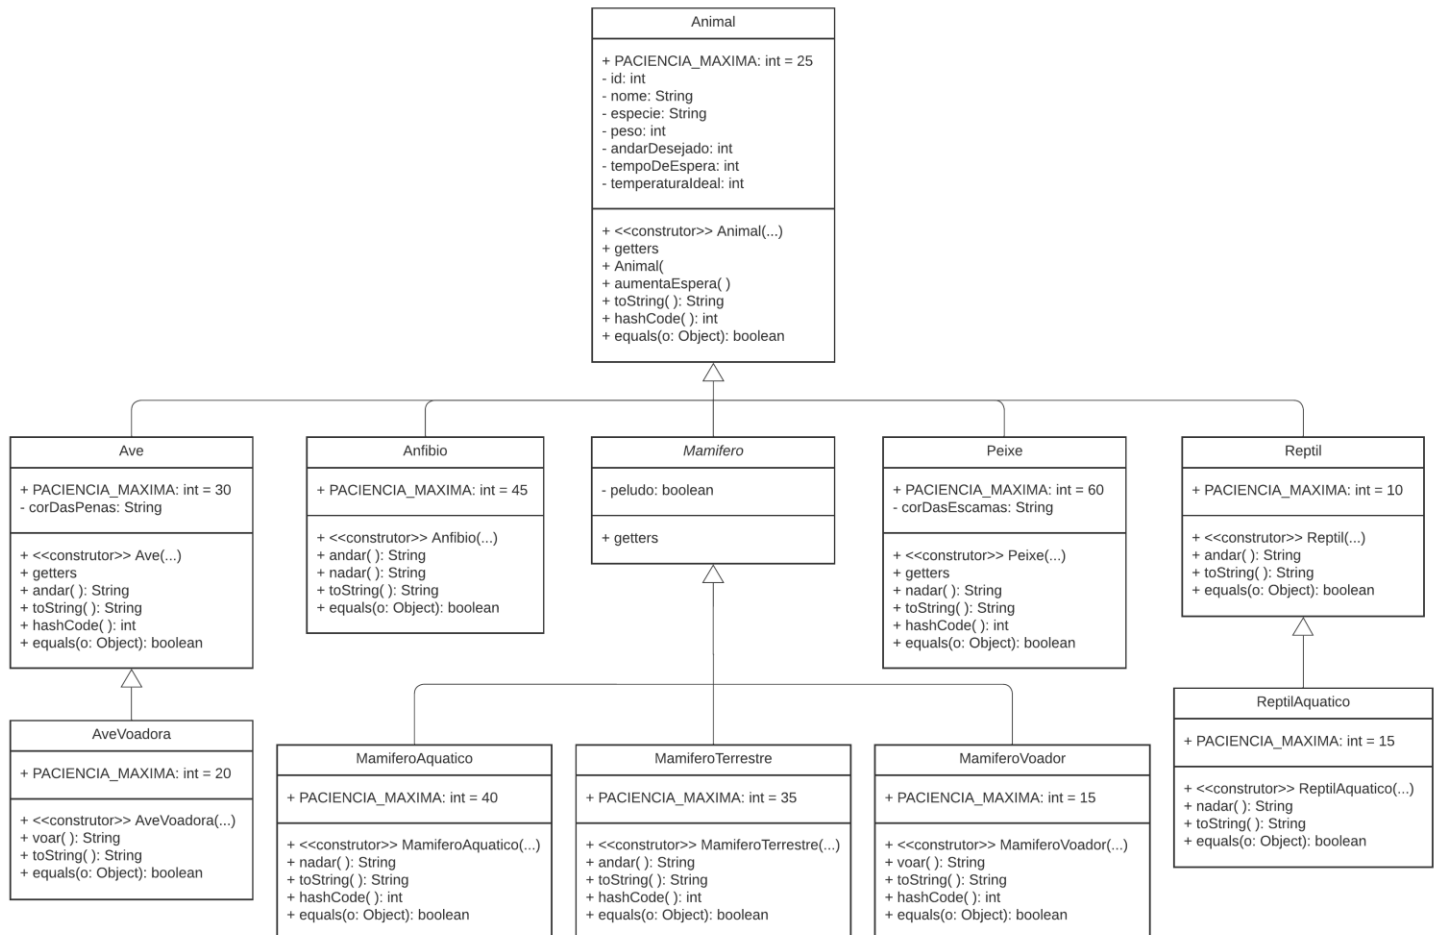 Animal
+ PACIENCIA_MAXIMA: int = 25
- id: int
- nome: String
- especie: String
- peso: int
- andarDesejado: int
- tempoDeEspera: int
- temperaturaIdeal: int
+ <<construtor>> Animal(...)
+ getters
+ Animal(
+ aumentaEspera( )
+ toString( ): String
+ hashCode( ): int
+ equals(o: Object): boolean
Ave
+ PACIENCIA_MAXIMA: int = 30
- corDasPenas: String
+ <<construtor>> Ave(...)
+ getters
+ andar( ): String
+ toString( ): String
+ hashCode( ): int
+ equals(o: Object): boolean
Anfibio
+ PACIENCIA_MAXIMA: int = 45
+ <<construtor>> Anfibio(...)
+ andar( ): String
+ nadar( ): String
+ toString( ): String
+ equals(o: Object): boolean
Mamifero
- peludo: boolean
+ getters
Peixe
+ PACIENCIA_MAXIMA: int = 60
- corDasEscamas: String
+ <<construtor>> Peixe(...)
+ getters
+ nadar( ): String
+ toString( ): String
+ hashCode( ): int
+ equals(o: Object): boolean
Reptil
+ PACIENCIA_MAXIMA: int = 10
+ <<construtor>> Reptil(...)
+ andar( ): String
+ toString( ): String
+ equals(o: Object): boolean
AveVoadora
+ PACIENCIA_MAXIMA: int = 20
+ <<construtor>> AveVoadora(...)
+ voar( ): String
+ toString( ): String
+ equals(o: Object): boolean
MamiferoAquatico
+ PACIENCIA_MAXIMA: int = 40
+ <<construtor>> MamiferoAquatico(...)
+ nadar( ): String
+ toString( ): String
+ hashCode( ): int
+ equals(o: Object): boolean
MamiferoTerrestre
+ PACIENCIA_MAXIMA: int = 35
+ <<construtor>> MamiferoTerrestre(...)
+ andar( ): String
+ toString( ): String
+ hashCode( ): int
+ equals(o: Object): boolean
MamiferoVoador
+ PACIENCIA_MAXIMA: int = 15
+ <<construtor>> MamiferoVoador(...)
+ voar( ): String
+ toString( ): String
+ hashCode( ): int
+ equals(o: Object): boolean
ReptilAquatico
+ PACIENCIA_MAXIMA: int = 15
+ <<construtor>> ReptilAquatico(...)
+ nadar( ): String
+ toString( ): String
+ equals(o: Object): boolean